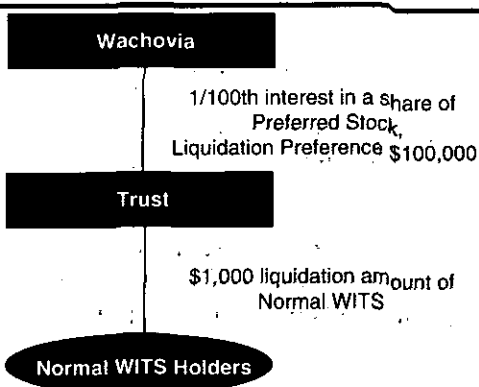 Wachovia
1/100th interest in a share of
Preferred Stock,
Liquidation Preference $100,000
Trust
$1,000 liquidation amount of
Normal WITS
Normal WITS Holders